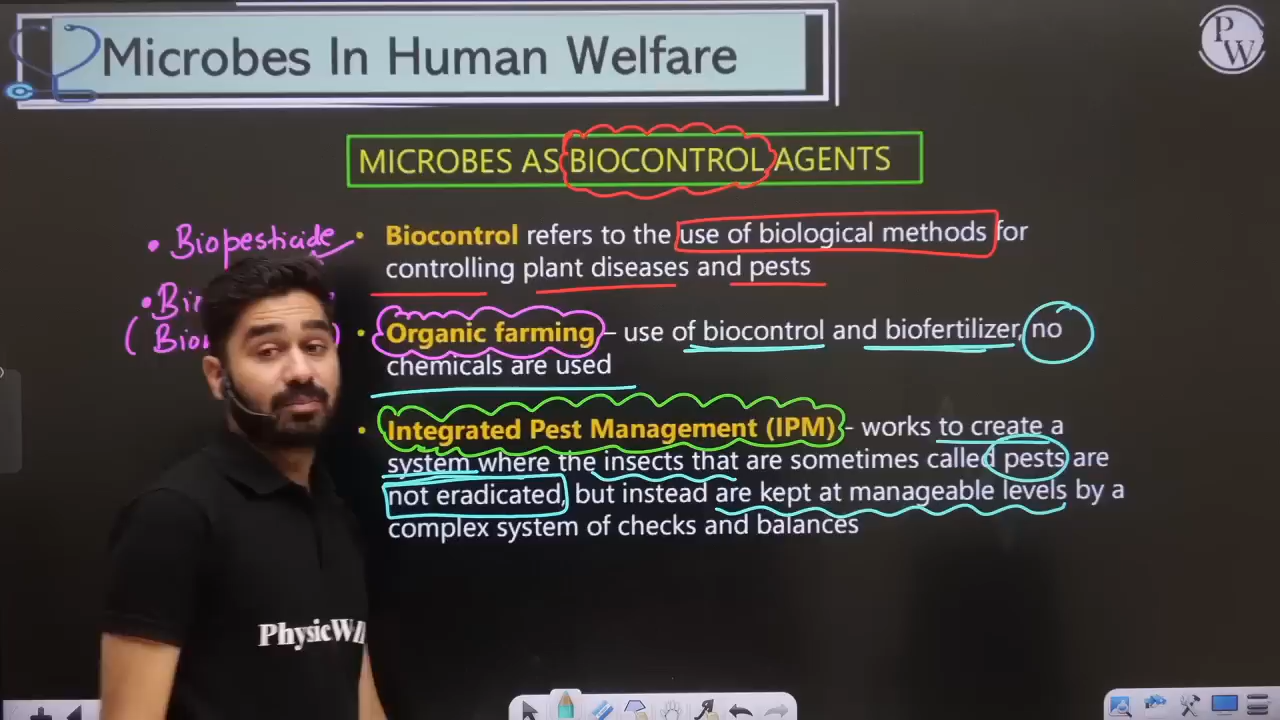 Microbes In Human Welfare
P
W
MICROBES AS BIOCONTROL AGENTS
• Biopesticide
• Biocontrol refers to the use of biological methods for
controlling plant diseases and pests
• Organic farming – use of biocontrol and biofertilizer, no
chemicals are used
• Integrated Pest Management (IPM) - works to create a
system where the insects that are sometimes called pests are
not eradicated, but instead are kept at manageable levels by a
complex system of checks and balances